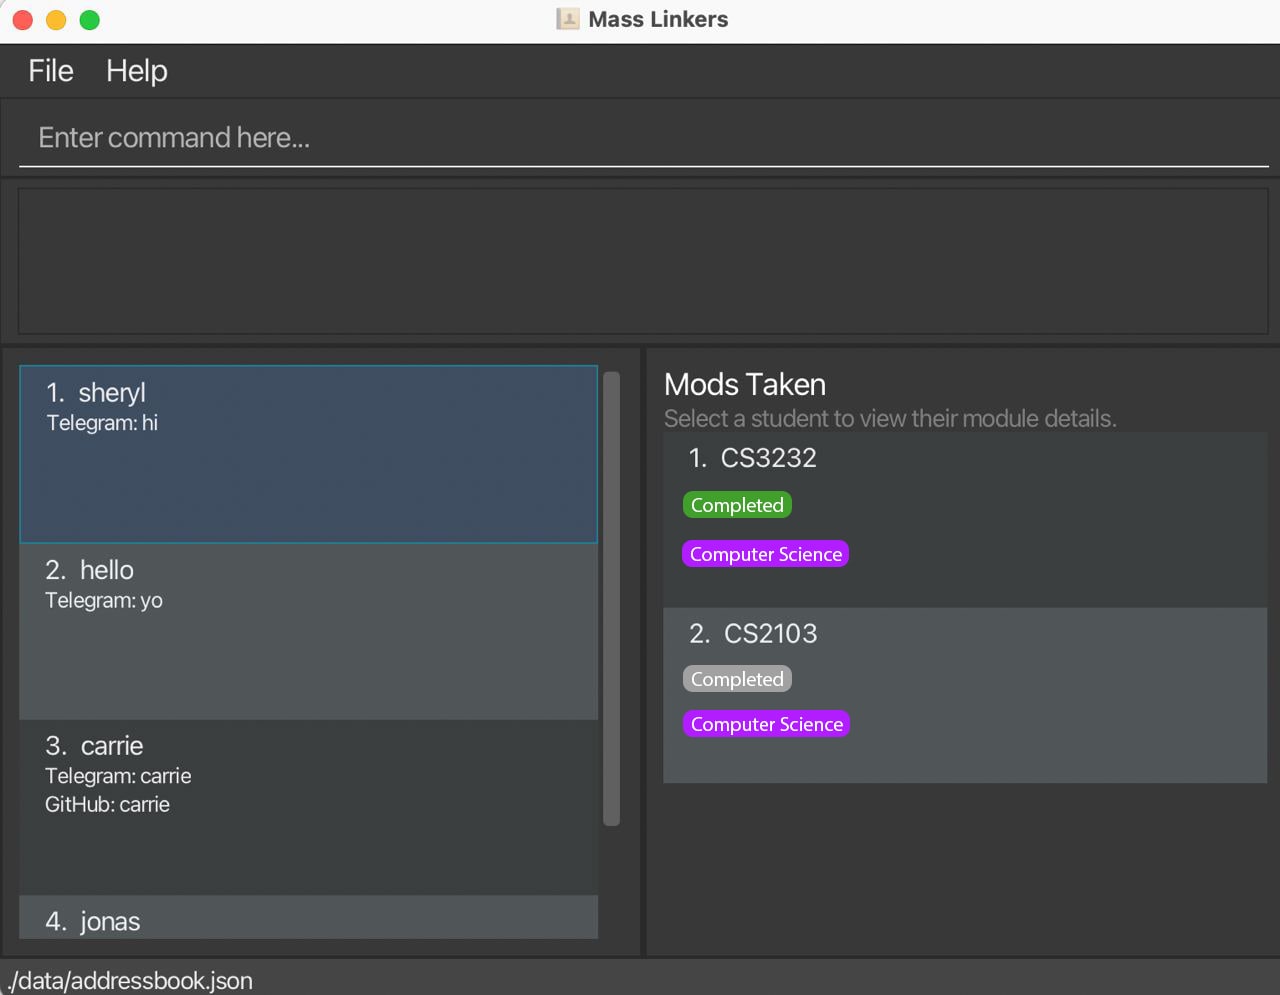 Mass Linkers
File Help
Enter command here...
1. sheryl
Telegram: hi
2. hello
Telegram: yo
3. carrie
Telegram: carrie
GitHub: carrie
4. jonas
Mods Taken
Select a student to view their module details.
1. CS3232
Completed
Computer Science
2. CS2103
Completed
Computer Science
./data/addressbook.json